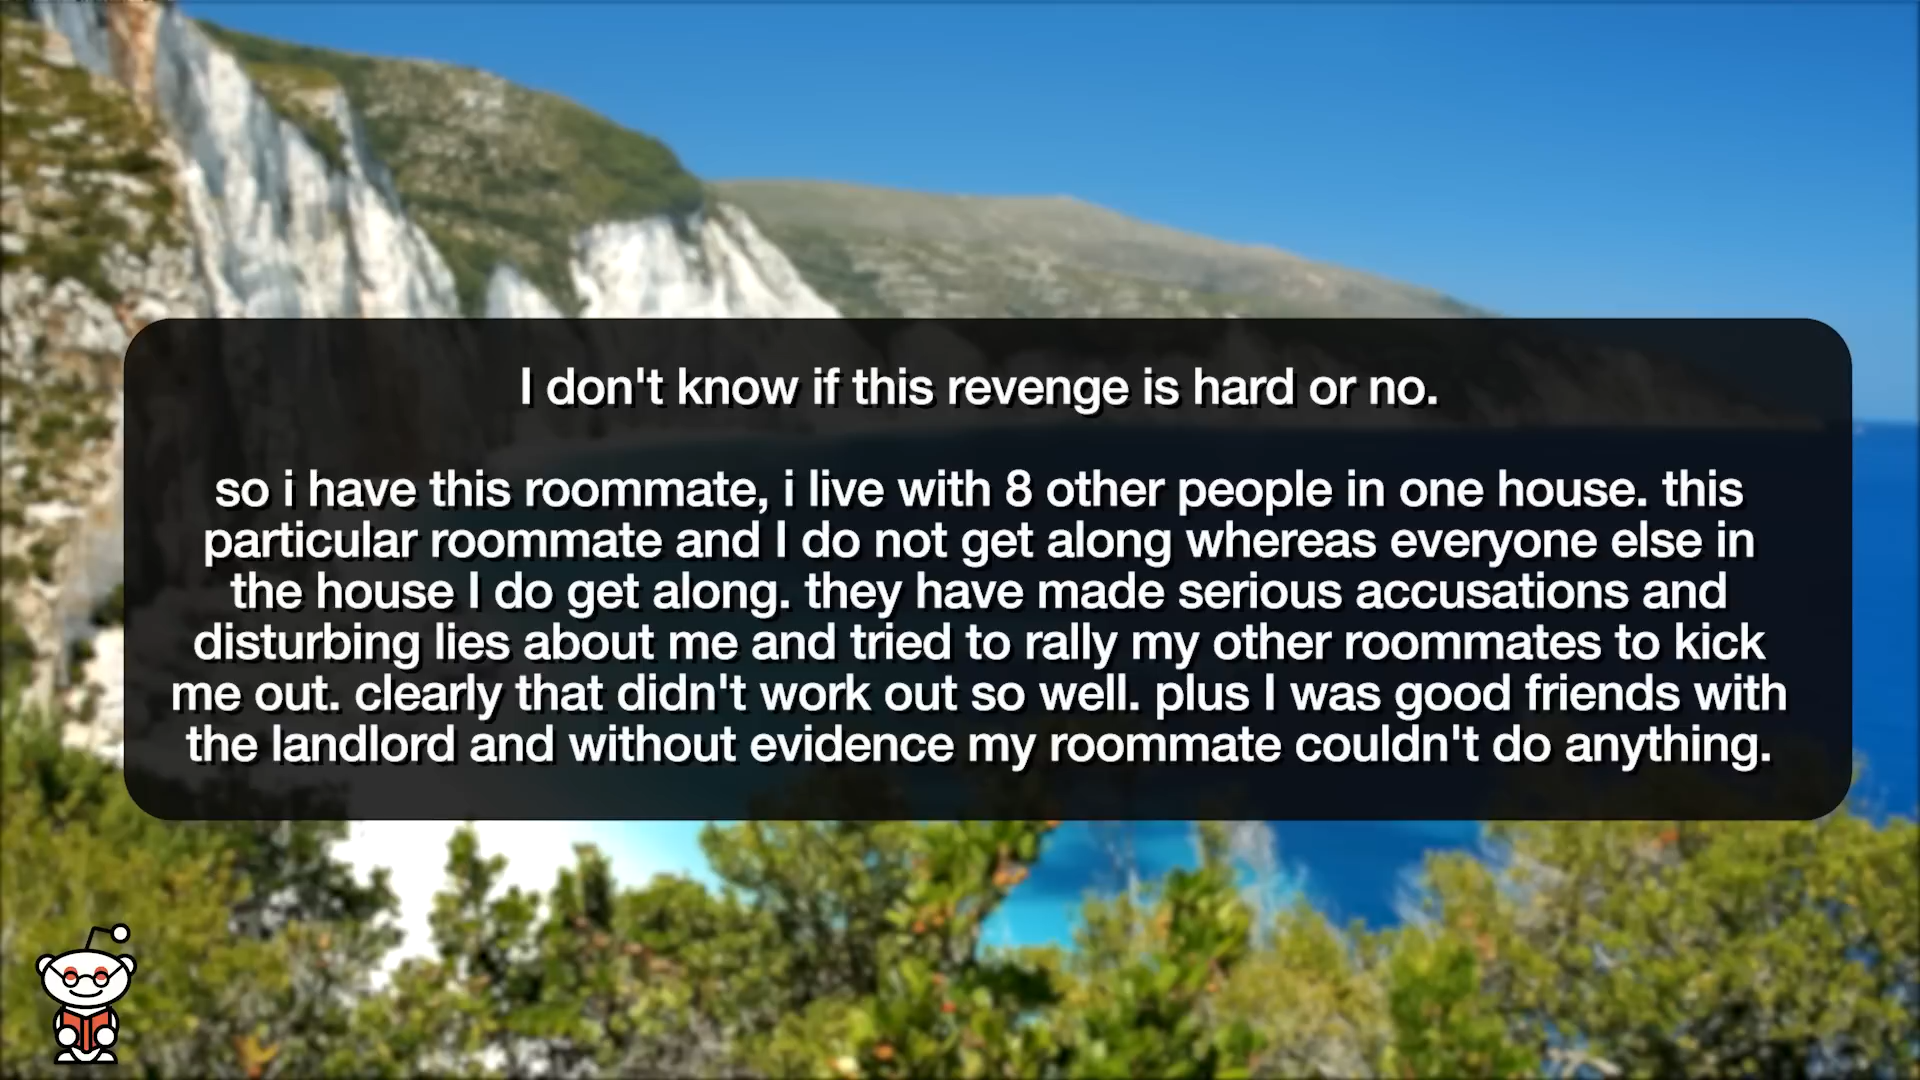 I don't know if this revenge is hard or no.
so i have this roommate, i live with 8 other people in one house. this
particular roommate and I do not get along whereas everyone else in
the house I do get along. they have made serious accusations and
disturbing lies about me and tried to rally my other roommates to kick
me out. clearly that didn't work out so well. plus I was good friends with
the landlord and without evidence my roommate couldn't do anything.